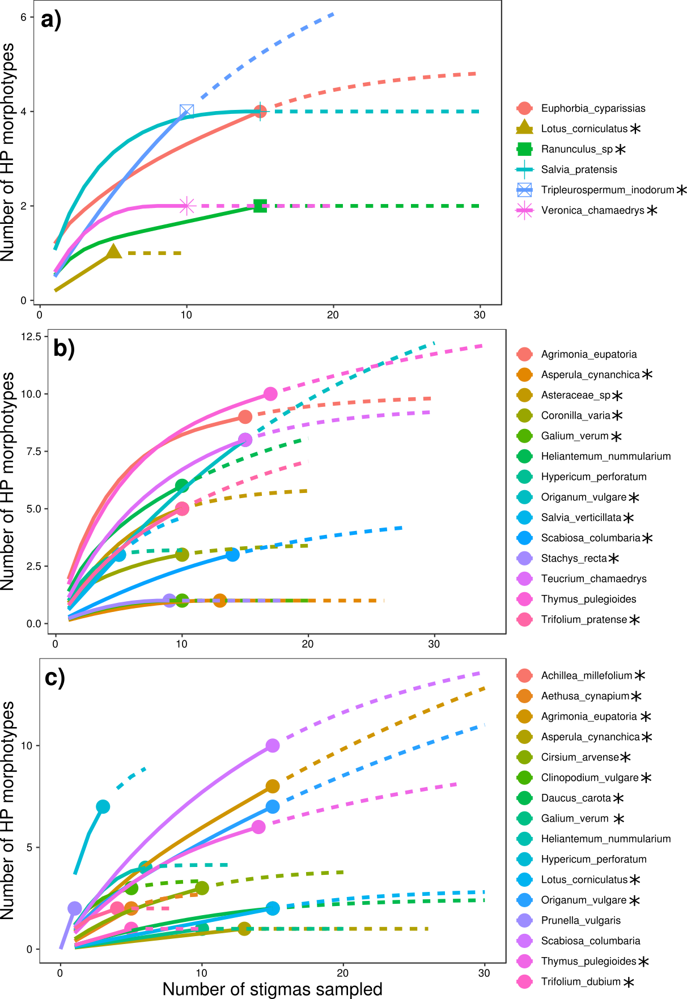 a)
Number of HP morphotypes
6
4
2
0
0 10 20 30
Euphorbia_cyparissias
Lotus_corniculatus *
Ranunculus_sp *
Salvia_pratensis
Tripleurospermum_inodorum *
Veronica_chamaedrys *
b)
Number of HP morphotypes
12.5
10.0
7.5
5.0
2.5
0.0
0 10 20 30
Agrimonia_eupatoria
Asperula_cynanchica *
Asteraceae_sp *
Coronilla_varia *
Galium_verum *
Heliantemum_nummularium
Hypericum_perforatum
Origanum_vulgare *
Salvia_verticillata *
Scabiosa_columbaria *
Stachys_recta *
Teucrium_chamaedrys
Thymus_pulegioides
Trifolium_pratense *
c)
Number of HP morphotypes
10
5
0
0 10 20 30
Number of stigmas sampled
Achillea_millefolium *
Aethusa_cynapium *
Agrimonia_eupatoria *
Asperula_cynanchica *
Cirsium_arvense *
Clinopodium_vulgare *
Daucus_carota *
Galium_verum *
Heliantemum_nummularium
Hypericum_perforatum
Lotus_corniculatus *
Origanum_vulgare *
Prunella_vulgaris
Scabiosa_columbaria
Thymus_pulegioides *
Trifolium_dubium *